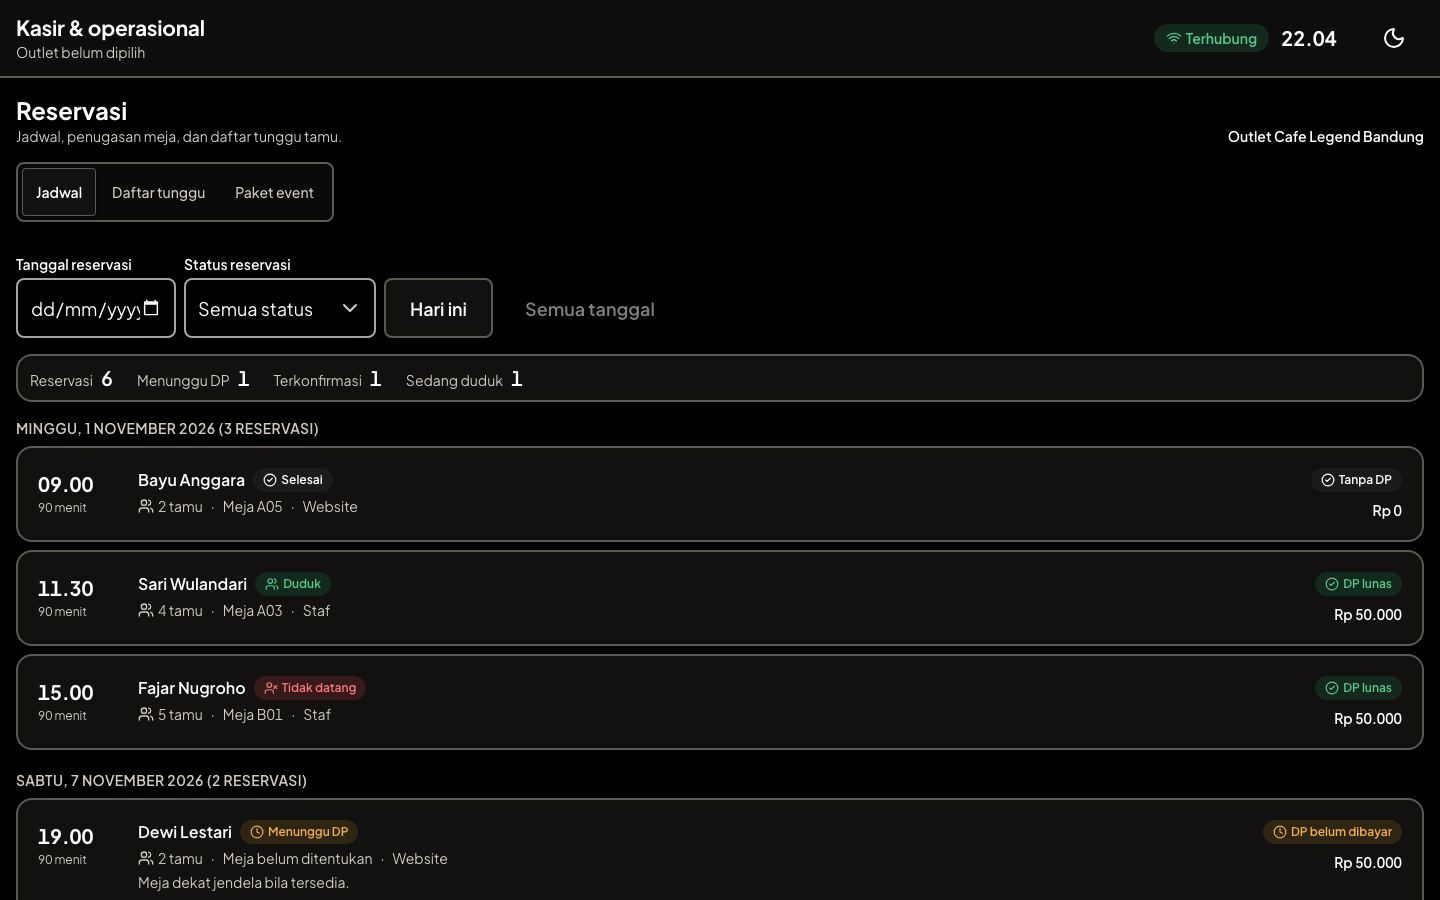 Kasir & operasional
Outlet belum dipilih
Terhubung
22.04
Reservasi
Jadwal, penugasan meja, dan daftar tunggu tamu.
Outlet Cafe Legend Bandung
Jadwal
Daftar tunggu
Paket event
Tanggal reservasi
Status reservasi
dd/mm/yyyy
Semua status
Hari ini
Semua tanggal
Reservasi 6
Menunggu DP 1
Terkonfirmasi 1
Sedang duduk 1
MINGGU, 1 NOVEMBER 2026 (3 RESERVASI)
09.00
90 menit
Bayu Anggara
Selesai
2 tamu · Meja A05 · Website
Tanpa DP
Rp 0
11.30
90 menit
Sari Wulandari
Duduk
4 tamu · Meja A03 · Staf
DP lunas
Rp 50.000
15.00
90 menit
Fajar Nugroho
Tidak datang
5 tamu · Meja B01 · Staf
DP lunas
Rp 50.000
SABTU, 7 NOVEMBER 2026 (2 RESERVASI)
19.00
90 menit
Dewi Lestari
Menunggu DP
2 tamu · Meja belum ditentukan · Website
Meja dekat jendela bila tersedia.
DP belum dibayar
Rp 50.000